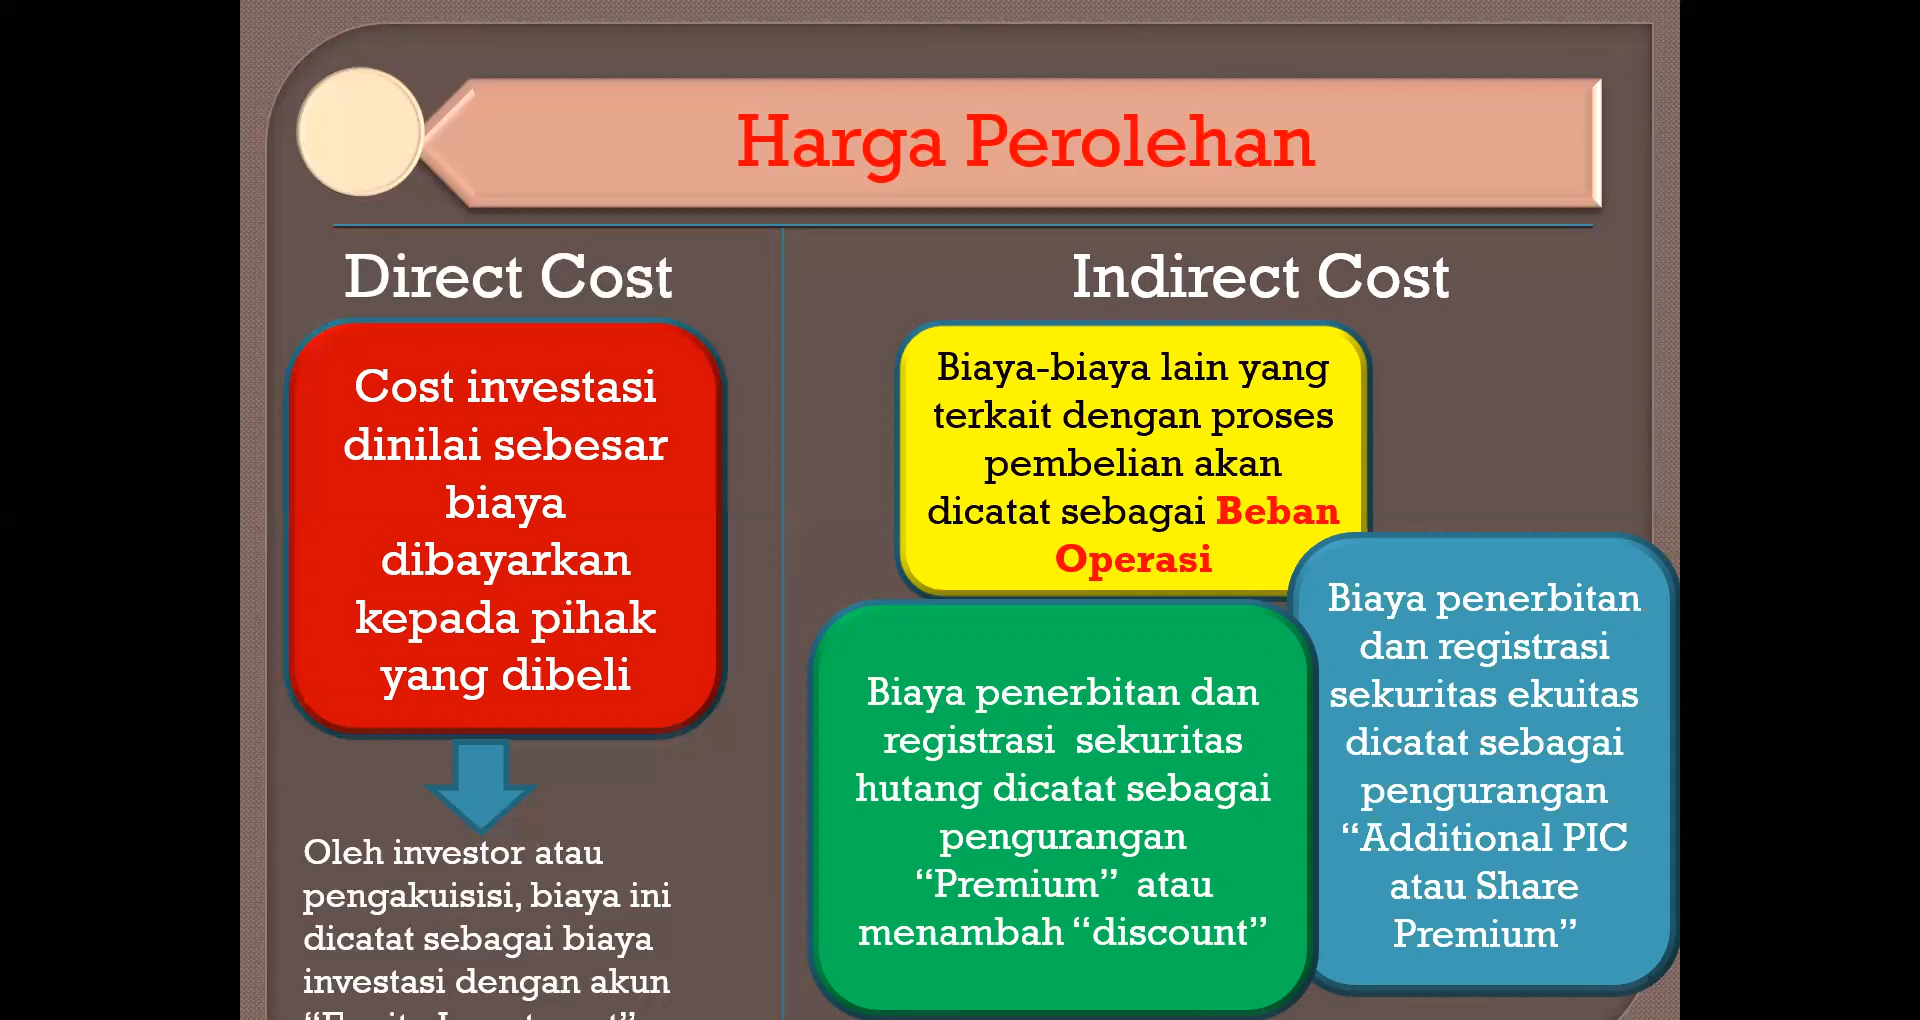 Harga Perolehan
Direct Cost
Cost investasi
dinilai sebesar
biaya
dibayarkan
kepada pihak
yang dibeli
Oleh investor atau
pengakuisisi, biaya ini
dicatat sebagai biaya
investasi dengan akun
Indirect Cost
Biaya-biaya lain yang
terkait dengan proses
pembelian akan
dicatat sebagai Beban
Operasi
Biaya penerbitan dan
registrasi sekuritas
hutang dicatat sebagai
pengurangan
“Premium” atau
menambah “discount”
Biaya penerbitan
dan registrasi
sekuritas ekuitas
dicatat sebagai
pengurangan
“Additional PIC
atau Share
Premium”